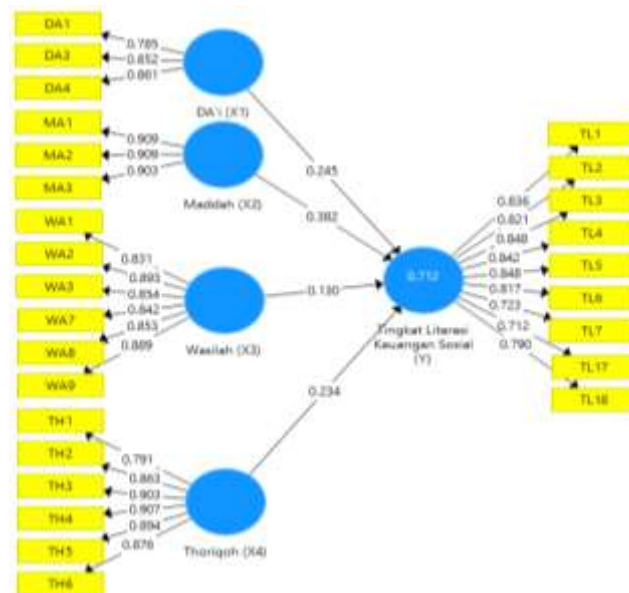 DA1
DA3
DA4
0.785
0.852
0.861
DA'I (X1)
MA1
MA2
MA3
0.909
0.909
0.903
Maddah (X2)
WA1
WA2
WA3
WA7
WA8
WA9
0.831
0.893
0.854
0.842
0.853
0.889
Wasilah (X3)
TH1
TH2
TH3
TH4
TH5
TH6
0.791
0.863
0.903
0.907
0.894
0.876
Thoriqoh (X4)
0.245
0.382
0.130
0.234
0.712
Tingkat Literasi
Keuangan Sosial
(Y)
0.836
0.821
0.848
0.842
0.848
0.817
0.723
0.712
0.790
TL1
TL2
TL3
TL4
TL5
TL6
TL7
TL17
TL18